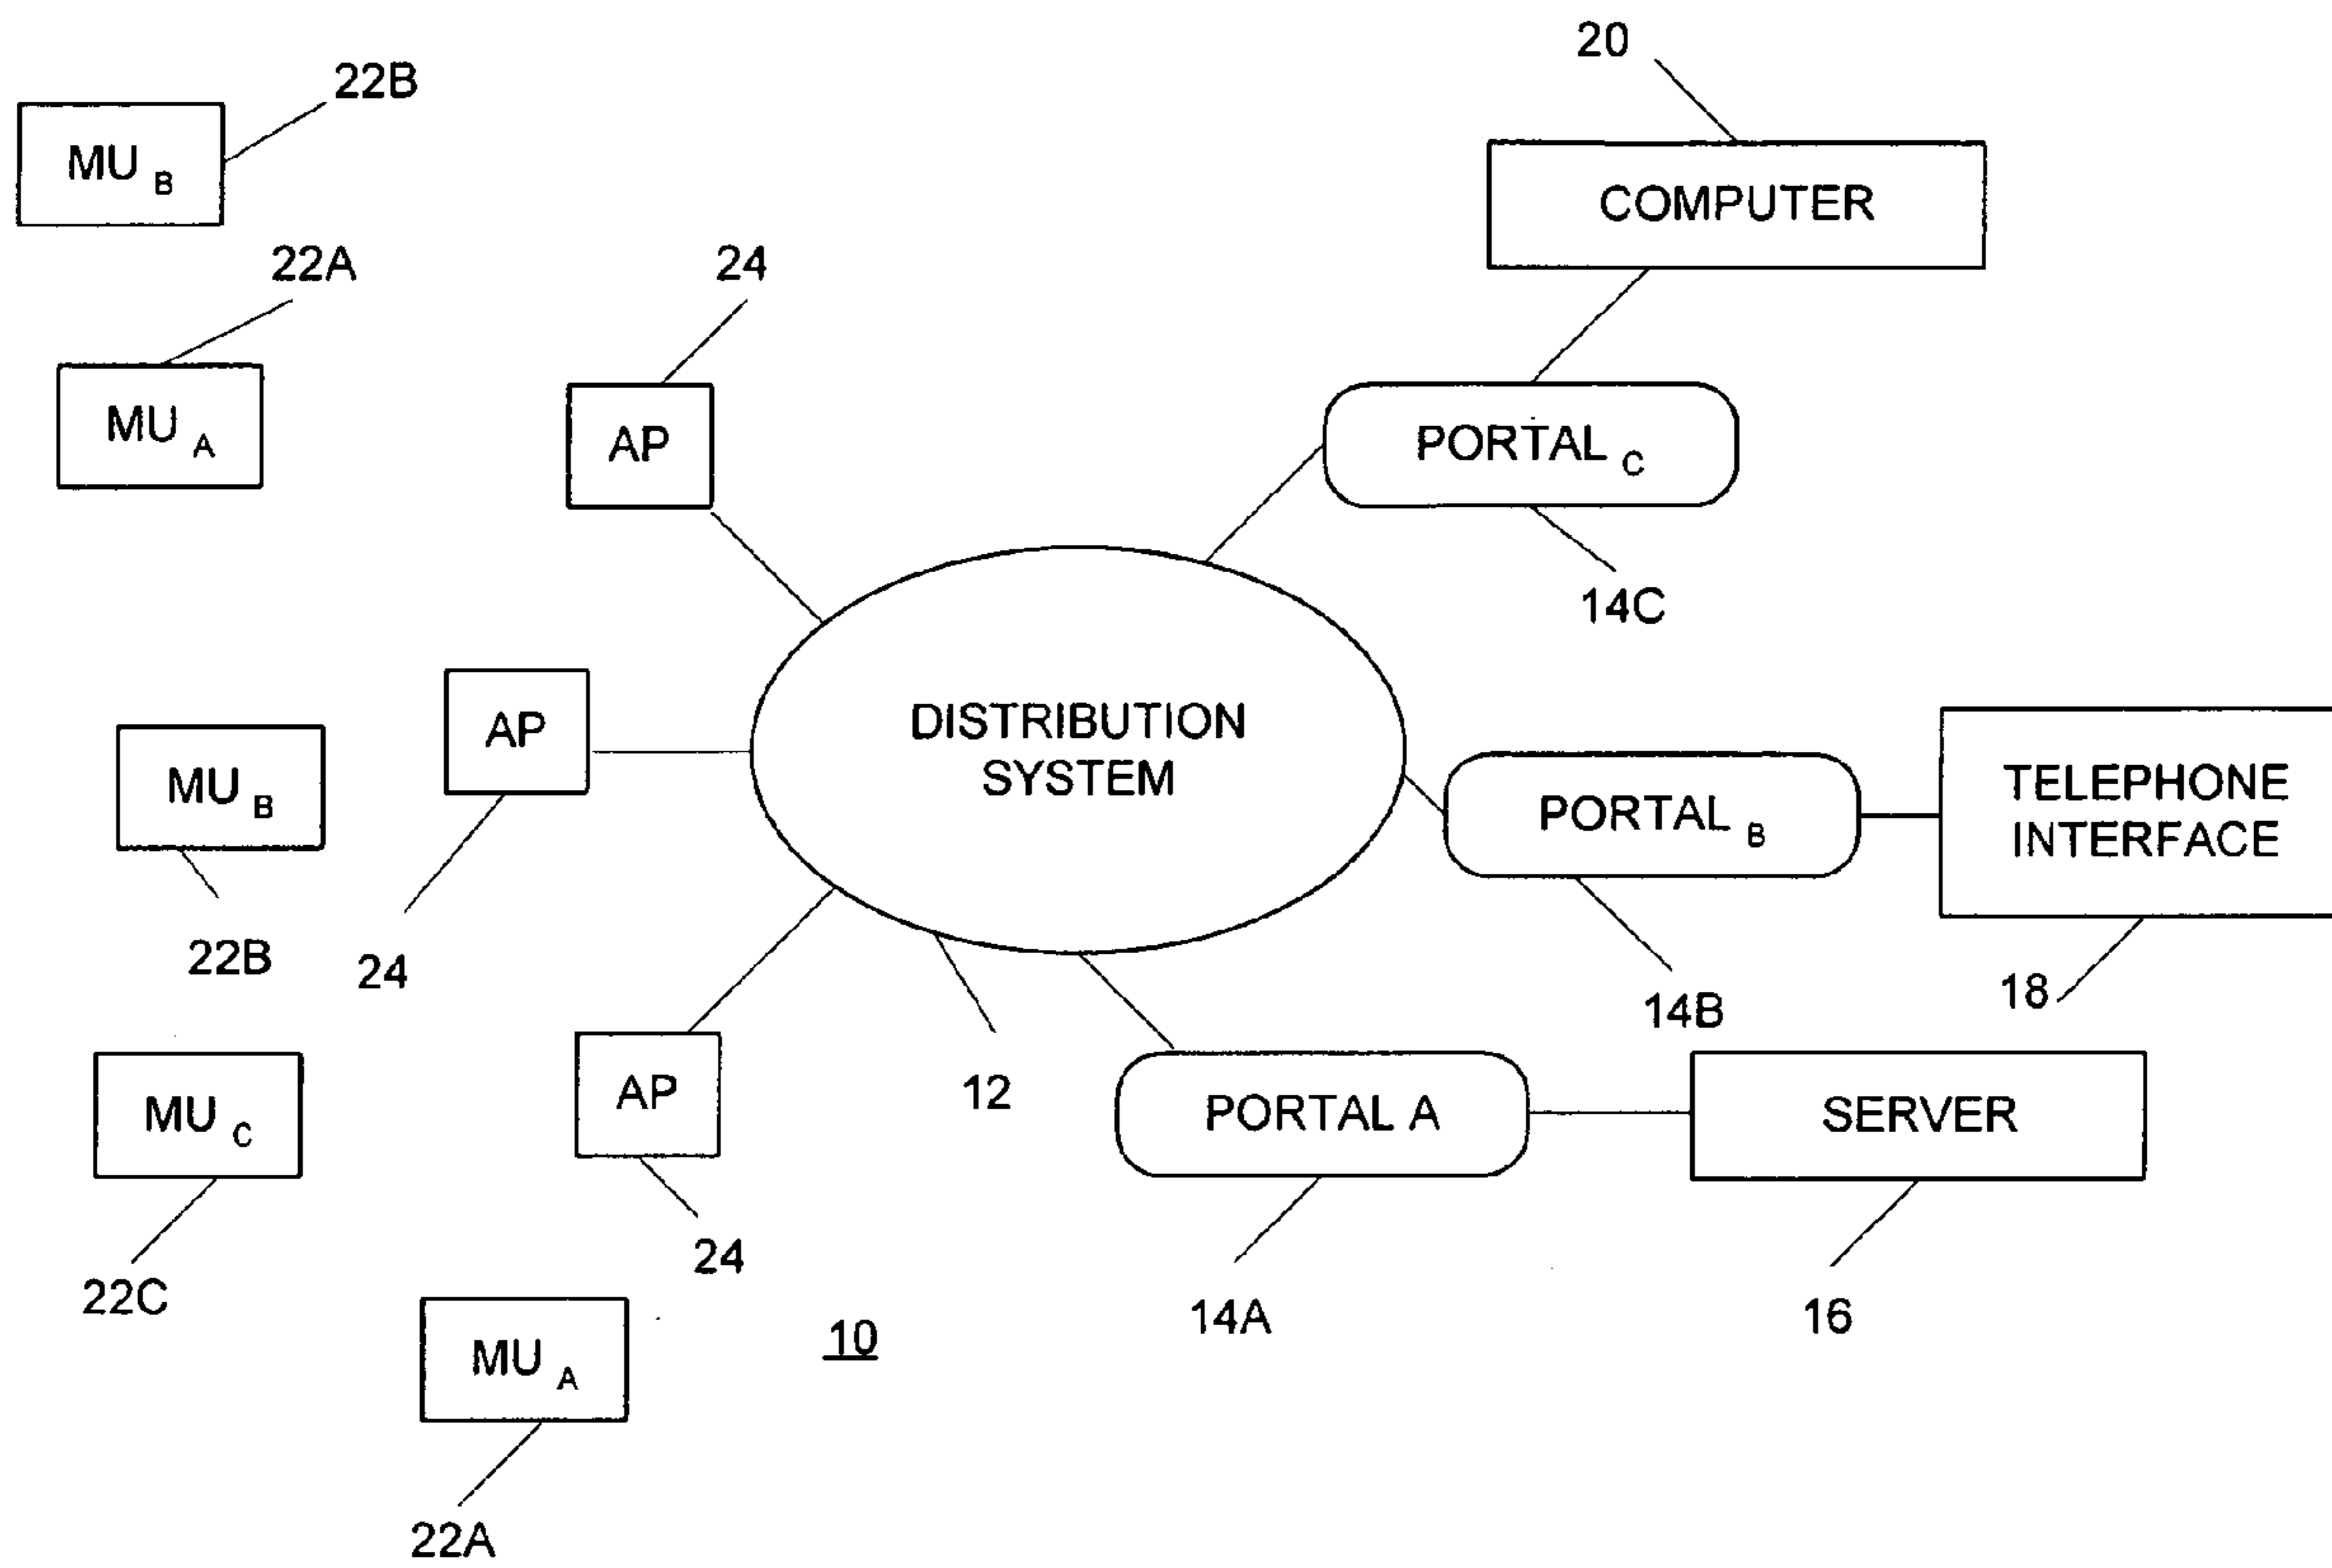 20
22B
MU B
COMPUTER
22A
24
MU A
AP
PORTAL C
14C
AP
DISTRIBUTION
SYSTEM
MU B
PORTAL B
TELEPHONE
INTERFACE
22B
24
14B
18
MU C
AP
12
PORTAL A
SERVER
24
22C
14A
16
10
MU A
22A